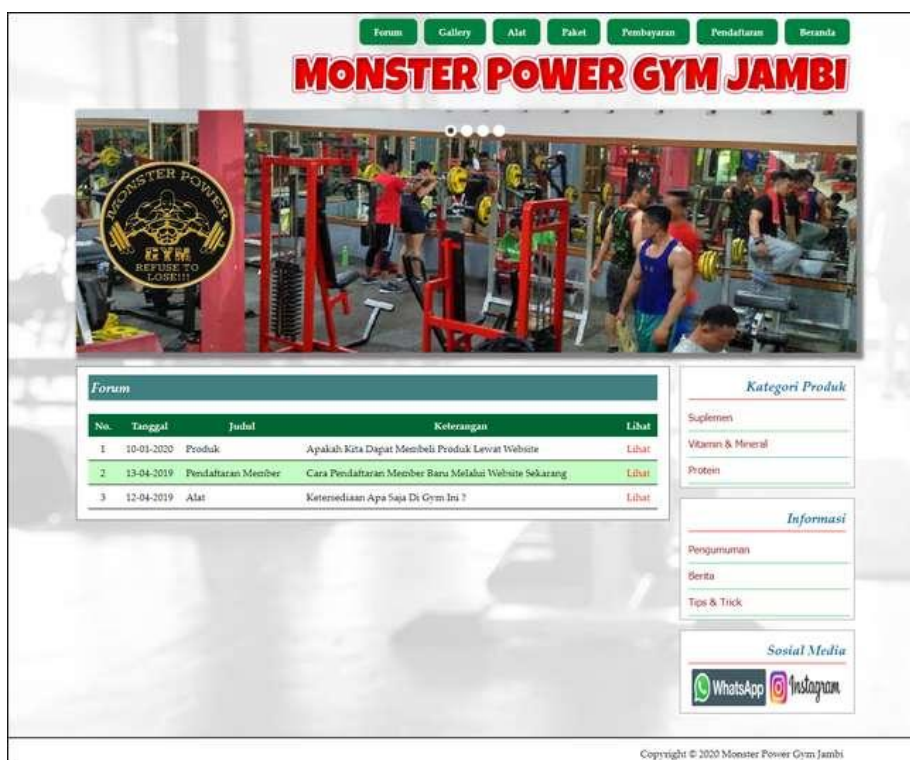 Forum Gallery Alat Paket Pembayaran Pendaftaran Beranda
MONSTER POWER GYM JAMBI
MONSTER POWER
GYM
REFUSE TO
LOSE!!!
Forum
No. Tanggal Judul Keterangan Lihat
1 10-01-2020 Produk Apakah Kita Dapat Membeli Produk Lewat Website Lihat
2 13-04-2019 Pendaftaran Member Cara Pendaftaran Member Baru Melalui Website Sekarang Lihat
3 12-04-2019 Alat Ketersediaan Apa Saja Di Gym Ini ? Lihat
Kategori Produk
Suplemen
Vitamin & Mineral
Protein
Informasi
Pengumuman
Berita
Tips & Trick
Sosial Media
WhatsApp Instagram
Copyright © 2020 Monster Power Gym Jambi